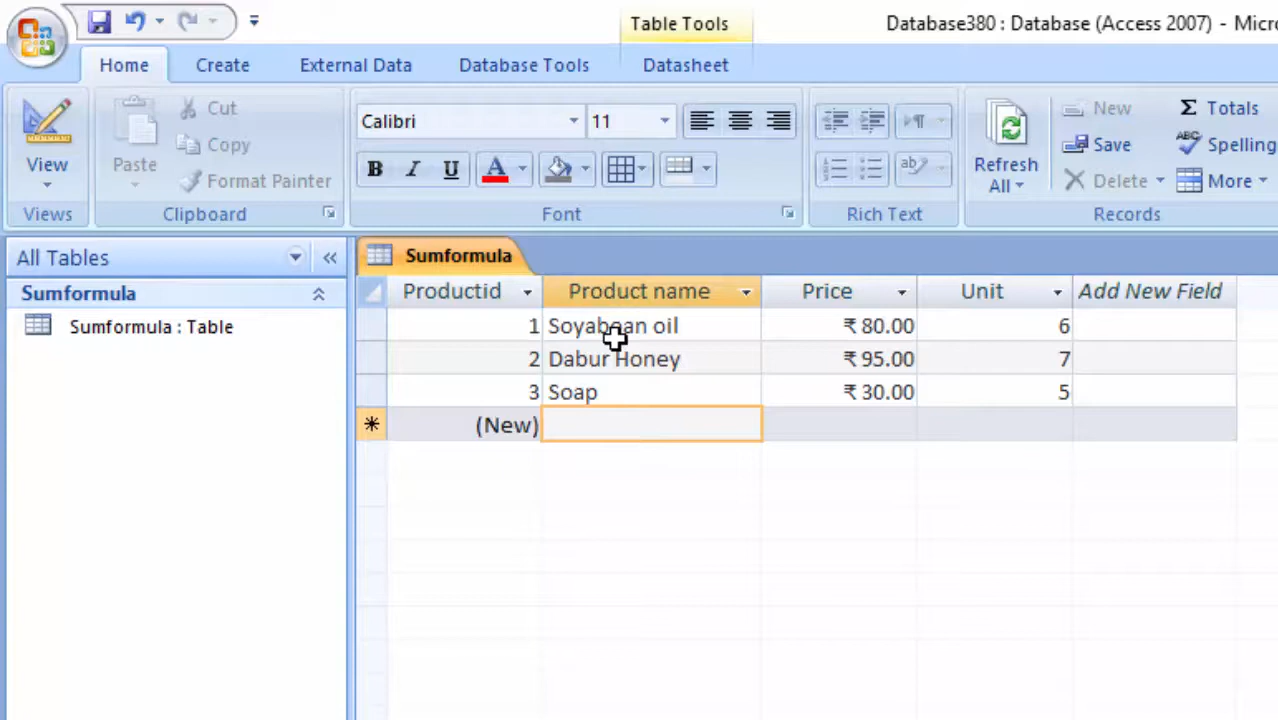 Table Tools
Database380 : Database (Access 2007) - Micro
Home Create External Data Database Tools Datasheet
View
Paste
Cut
Copy
Format Painter
Calibri 11
B I U A
Refresh All
New
Save
Delete
Σ Totals
ABC Spelling
More
Views Clipboard Font Rich Text Records
All Tables «
Sumformula
Sumformula : Table
Sumformula
Productid Product name Price Unit Add New Field
1 Soyabean oil ₹ 80.00 6
2 Dabur Honey ₹ 95.00 7
3 Soap ₹ 30.00 5
(New)